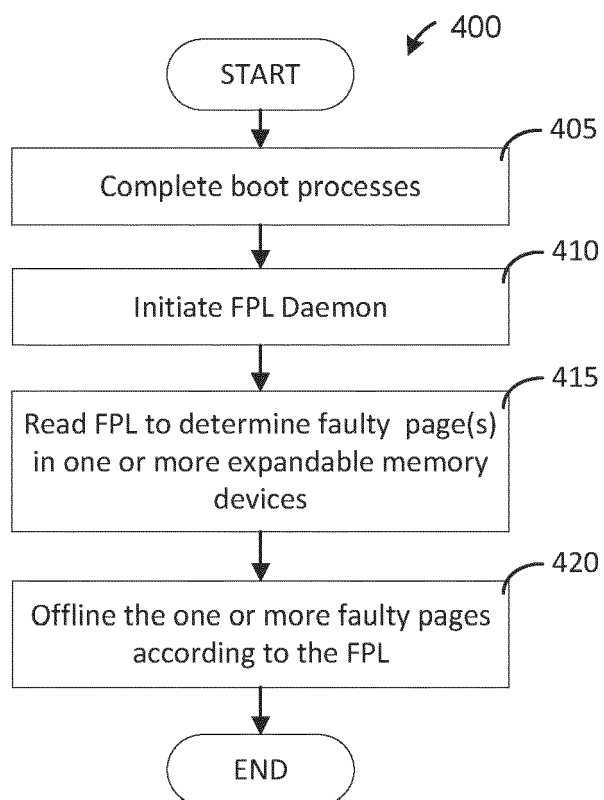 400
START
405
Complete boot processes
410
Initiate FPL Daemon
415
Read FPL to determine faulty page(s)
in one or more expandable memory
devices
420
Offline the one or more faulty pages
according to the FPL
END